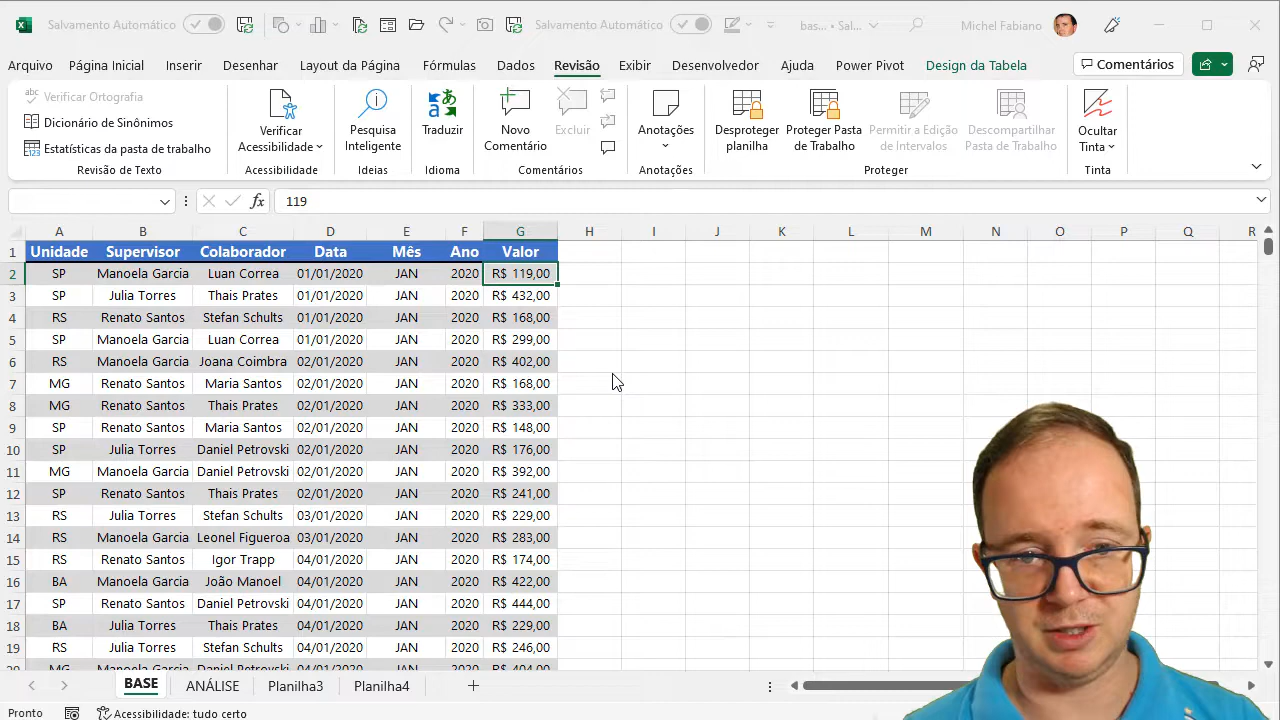 Salvamento Automático Salvamento Automático bas... • Sal... Michel Fabiano
Arquivo Página Inicial Inserir Desenhar Layout da Página Fórmulas Dados Revisão Exibir Desenvolvedor Ajuda Power Pivot Design da Tabela Comentários
Verificar Ortografia
Dicionário de Sinônimos
Estatísticas da pasta de trabalho
Revisão de Texto
Verificar
Acessibilidade
Acessibilidade
Pesquisa
Inteligente
Ideias
Traduzir
Idioma
Novo
Comentário
Excluir
Comentários
Anotações
Anotações
Desproteger
planilha
Proteger Pasta
de Trabalho
Permitir a Edição
de Intervalos
Descompartilhar
Pasta de Trabalho
Proteger
Ocultar
Tinta
Tinta
fx 119
A B C D E F G H I J K L M N O P Q R
1 Unidade Supervisor Colaborador Data Mês Ano Valor
2 SP Manoela Garcia Luan Correa 01/01/2020 JAN 2020 R$ 119,00
3 SP Julia Torres Thais Prates 01/01/2020 JAN 2020 R$ 432,00
4 RS Renato Santos Stefan Schults 01/01/2020 JAN 2020 R$ 168,00
5 SP Manoela Garcia Luan Correa 01/01/2020 JAN 2020 R$ 299,00
6 RS Manoela Garcia Joana Coimbra 02/01/2020 JAN 2020 R$ 402,00
7 MG Renato Santos Maria Santos 02/01/2020 JAN 2020 R$ 168,00
8 MG Renato Santos Thais Prates 02/01/2020 JAN 2020 R$ 333,00
9 SP Renato Santos Maria Santos 02/01/2020 JAN 2020 R$ 148,00
10 SP Julia Torres Daniel Petrovski 02/01/2020 JAN 2020 R$ 176,00
11 MG Manoela Garcia Daniel Petrovski 02/01/2020 JAN 2020 R$ 392,00
12 SP Renato Santos Thais Prates 02/01/2020 JAN 2020 R$ 241,00
13 RS Julia Torres Stefan Schults 03/01/2020 JAN 2020 R$ 229,00
14 RS Manoela Garcia Leonel Figueroa 03/01/2020 JAN 2020 R$ 283,00
15 RS Renato Santos Igor Trapp 04/01/2020 JAN 2020 R$ 174,00
16 BA Manoela Garcia João Manoel 04/01/2020 JAN 2020 R$ 422,00
17 SP Renato Santos Daniel Petrovski 04/01/2020 JAN 2020 R$ 444,00
18 BA Julia Torres Thais Prates 04/01/2020 JAN 2020 R$ 229,00
19 RS Julia Torres Stefan Schults 04/01/2020 JAN 2020 R$ 246,00
20 MG Manoela Garcia Daniel Petrovski 04/01/2020 JAN 2020 R$ 404,00
BASE ANÁLISE Planilha3 Planilha4
Pronto Acessibilidade: tudo certo